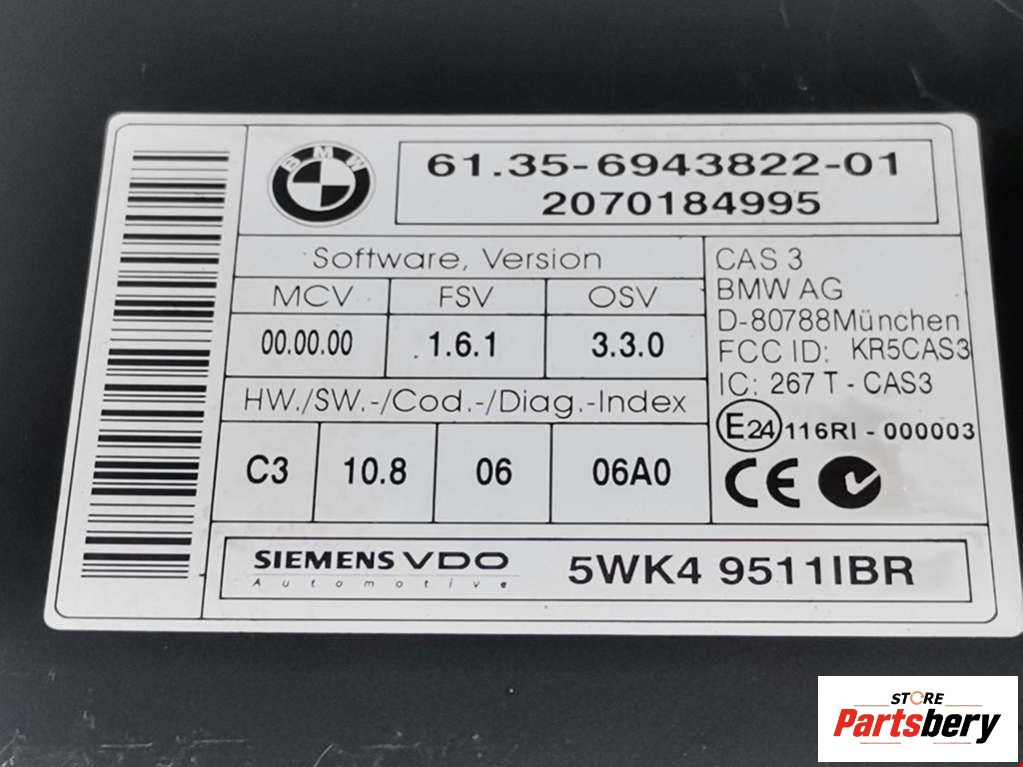 BMW
61.35-6943822-01
2070184995
Software, Version
MCV FSV OSV
00.00.00 1.6.1 3.3.0
HW./SW.-/Cod.-/Diag.-Index
C3 10.8 06 06A0
CAS 3
BMW AG
D-80788München
FCC ID: KR5CAS3
IC: 267 T - CAS3
E24 116RI - 000003
CE
SIEMENS VDO
Automotive
5WK4 9511IBR
STORE
Partsbery